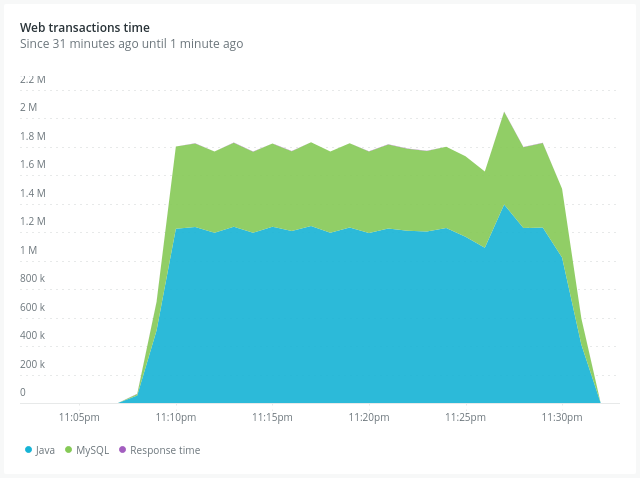 Web transactions time
Since 31 minutes ago until 1 minute ago
2.2 M
2 M
1.8 M
1.6 M
1.4 M
1.2 M
1 M
800 k
600 k
400 k
200 k
0
11:05pm 11:10pm 11:15pm 11:20pm 11:25pm 11:30pm
Java MySQL Response time